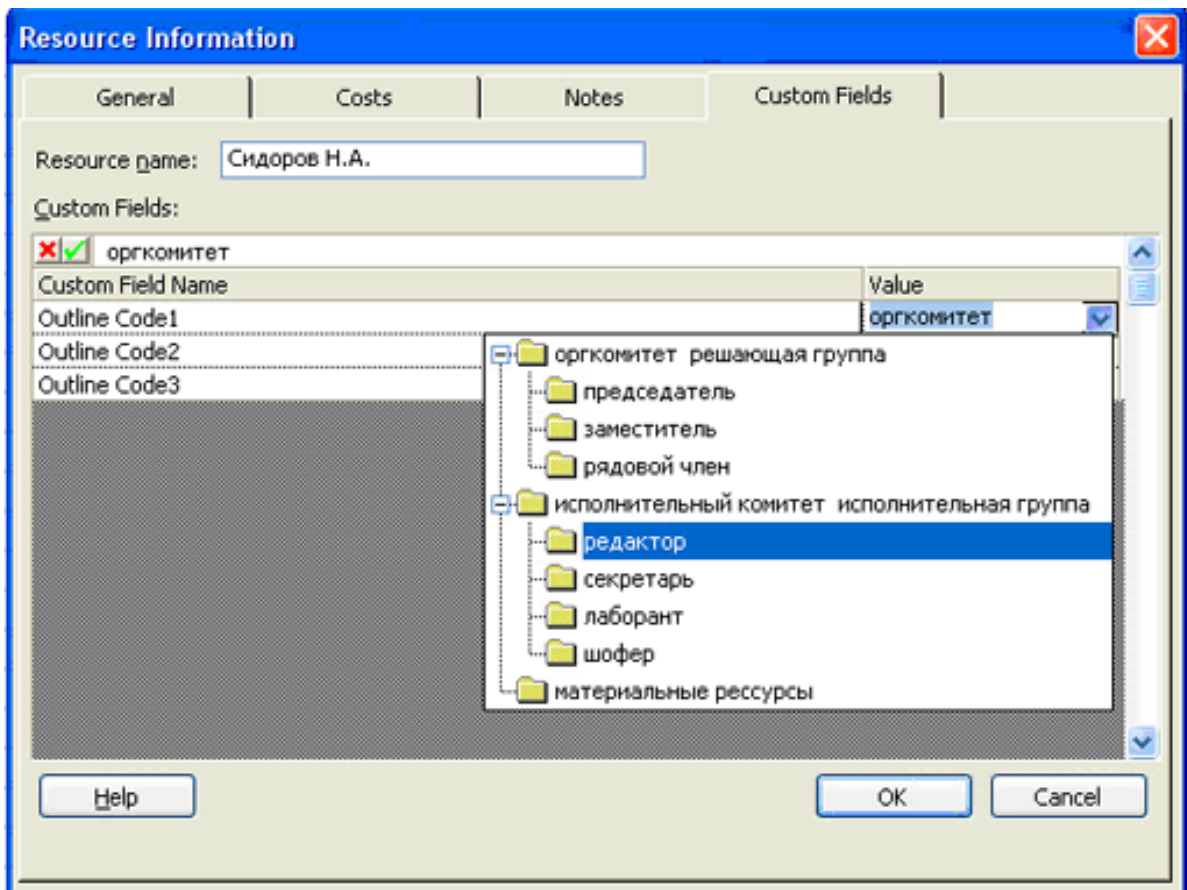 Resource Information
General Costs Notes Custom Fields
Resource name: Сидоров Н.А.
Custom Fields:
оргкомитет
Custom Field Name Value
Outline Code1 оргкомитет
Outline Code2
Outline Code3
оргкомитет решающая группа
председатель
заместитель
рядовой член
исполнительный комитет исполнительная группа
редактор
секретарь
лаборант
шофер
материальные рессурсы
Help OK Cancel